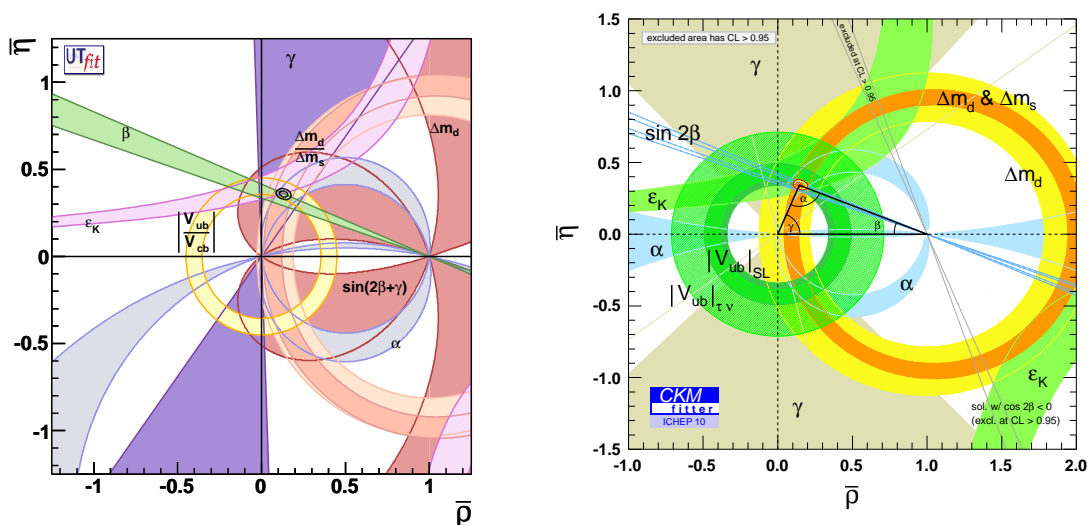 UTfit
η̅
γ
β
Δm_d
Δm_d
Δm_s
ε_K
|V_ub|
|V_cb|
sin(2β+γ)
α
1
0.5
0
-0.5
-1
-1
-0.5
0
0.5
1
ρ̅
excluded area has CL > 0.95
excluded at CL > 0.95
γ
Δm_d & Δm_s
sin 2β
Δm_d
ε_K
α
α
γ
β
|V_ub|_SL
α
|V_ub|_τν
ε_K
γ
CKM
fitter
ICHEP 10
sol. w/ cos 2β < 0
(excl. at CL > 0.95)
η̅
1.5
1.0
0.5
0.0
-0.5
-1.0
-1.5
-1.0
-0.5
0.0
0.5
1.0
1.5
2.0
ρ̅